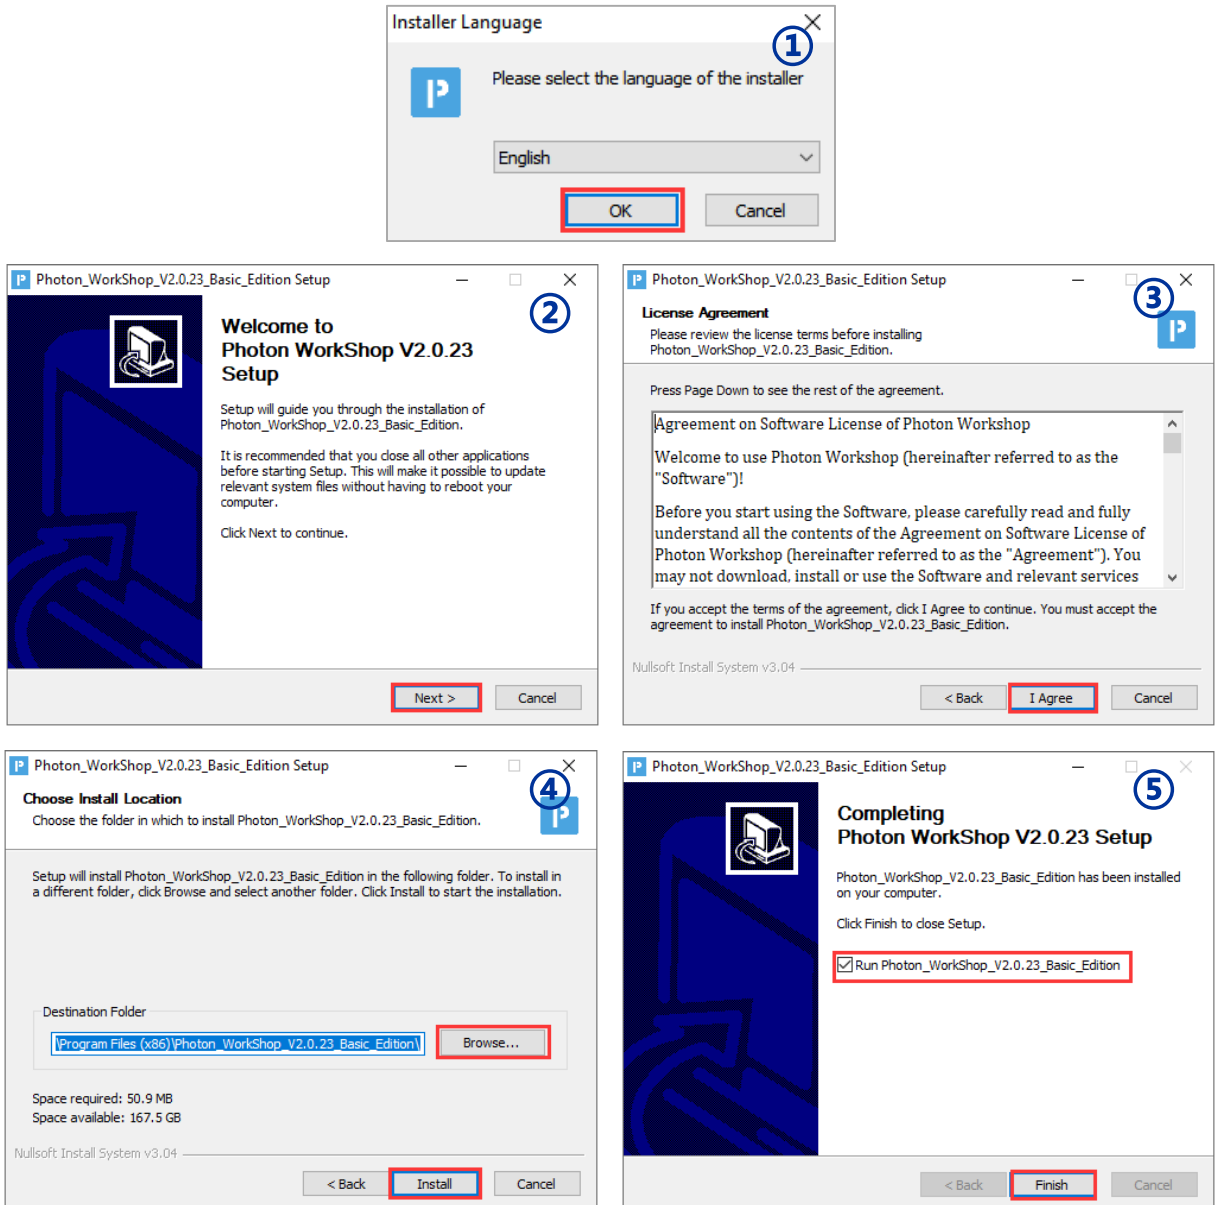 Installer Language
①
Please select the language of the installer
English
OK
Cancel
Photon_WorkShop_V2.0.23_Basic_Edition Setup
②
Welcome to
Photon WorkShop V2.0.23
Setup
Setup will guide you through the installation of
Photon_WorkShop_V2.0.23_Basic_Edition.
It is recommended that you close all other applications
before starting Setup. This will make it possible to update
relevant system files without having to reboot your
computer.
Click Next to continue.
Next >
Cancel
Photon_WorkShop_V2.0.23_Basic_Edition Setup
③
License Agreement
Please review the license terms before installing
Photon_WorkShop_V2.0.23_Basic_Edition.
Press Page Down to see the rest of the agreement.
Agreement on Software License of Photon Workshop
Welcome to use Photon Workshop (hereinafter referred to as the
"Software")!
Before you start using the Software, please carefully read and fully
understand all the contents of the Agreement on Software License of
Photon Workshop (hereinafter referred to as the "Agreement"). You
may not download, install or use the Software and relevant services
If you accept the terms of the agreement, click I Agree to continue. You must accept the
agreement to install Photon_WorkShop_V2.0.23_Basic_Edition.
Nullsoft Install System v3.04
< Back
I Agree
Cancel
Photon_WorkShop_V2.0.23_Basic_Edition Setup
④
Choose Install Location
Choose the folder in which to install Photon_WorkShop_V2.0.23_Basic_Edition.
Setup will install Photon_WorkShop_V2.0.23_Basic_Edition in the following folder. To install in
a different folder, click Browse and select another folder. Click Install to start the installation.
Destination Folder
\Program Files (x86)\Photon_WorkShop_V2.0.23_Basic_Edition\
Browse...
Space required: 50.9 MB
Space available: 167.5 GB
Nullsoft Install System v3.04
< Back
Install
Cancel
Photon_WorkShop_V2.0.23_Basic_Edition Setup
⑤
Completing
Photon WorkShop V2.0.23 Setup
Photon_WorkShop_V2.0.23_Basic_Edition has been installed
on your computer.
Click Finish to close Setup.
Run Photon_WorkShop_V2.0.23_Basic_Edition
< Back
Finish
Cancel